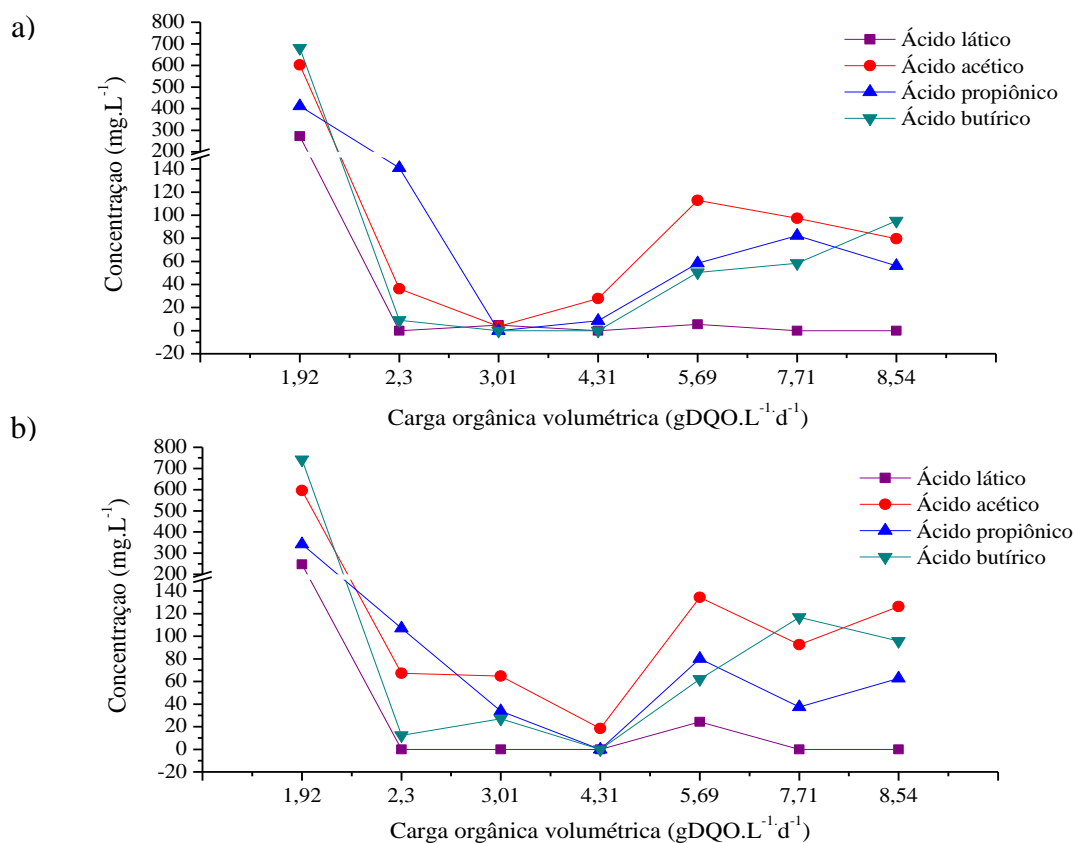 a)
800
700
600
500
400
300
200
140
120
100
80
60
40
20
0
-20
Concentraçao (mg.L-1)
Ácido lático
Ácido acético
Ácido propiônico
Ácido butírico
1,92 2,3 3,01 4,31 5,69 7,71 8,54
Carga orgânica volumétrica (gDQO.L-1.d-1)
b)
800
700
600
500
400
300
200
140
120
100
80
60
40
20
0
-20
Concentraçao (mg.L-1)
Ácido lático
Ácido acético
Ácido propiônico
Ácido butírico
1,92 2,3 3,01 4,31 5,69 7,71 8,54
Carga orgânica volumétrica (gDQO.L-1.d-1)